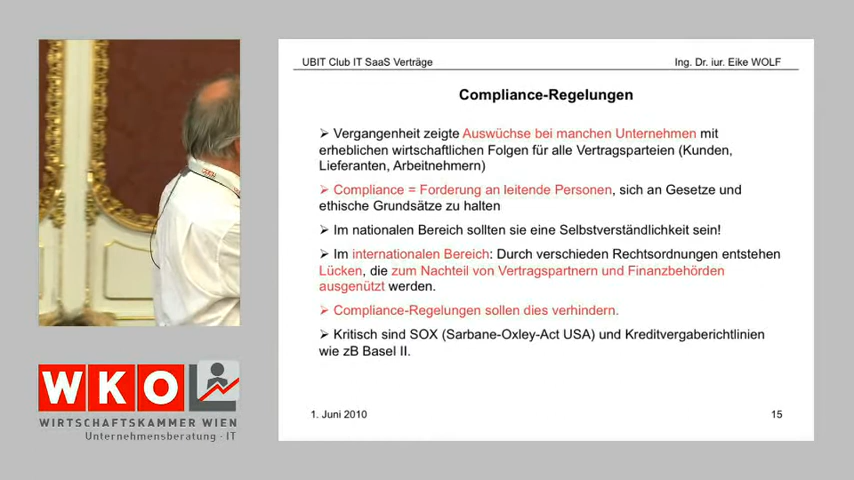 UBIT Club IT SaaS Verträge
Ing. Dr. iur. Eike WOLF
Compliance-Regelungen
➢ Vergangenheit zeigte Auswüchse bei manchen Unternehmen mit
erheblichen wirtschaftlichen Folgen für alle Vertragsparteien (Kunden,
Lieferanten, Arbeitnehmern)
➢ Compliance = Forderung an leitende Personen, sich an Gesetze und
ethische Grundsätze zu halten
➢ Im nationalen Bereich sollten sie eine Selbstverständlichkeit sein!
➢ Im internationalen Bereich: Durch verschieden Rechtsordnungen entstehen
Lücken, die zum Nachteil von Vertragspartnern und Finanzbehörden
ausgenützt werden.
➢ Compliance-Regelungen sollen dies verhindern.
➢ Kritisch sind SOX (Sarbane-Oxley-Act USA) und Kreditvergaberichtlinien
wie zB Basel II.
1. Juni 2010
15
WKO
WIRTSCHAFTSKAMMER WIEN
Unternehmensberatung · IT